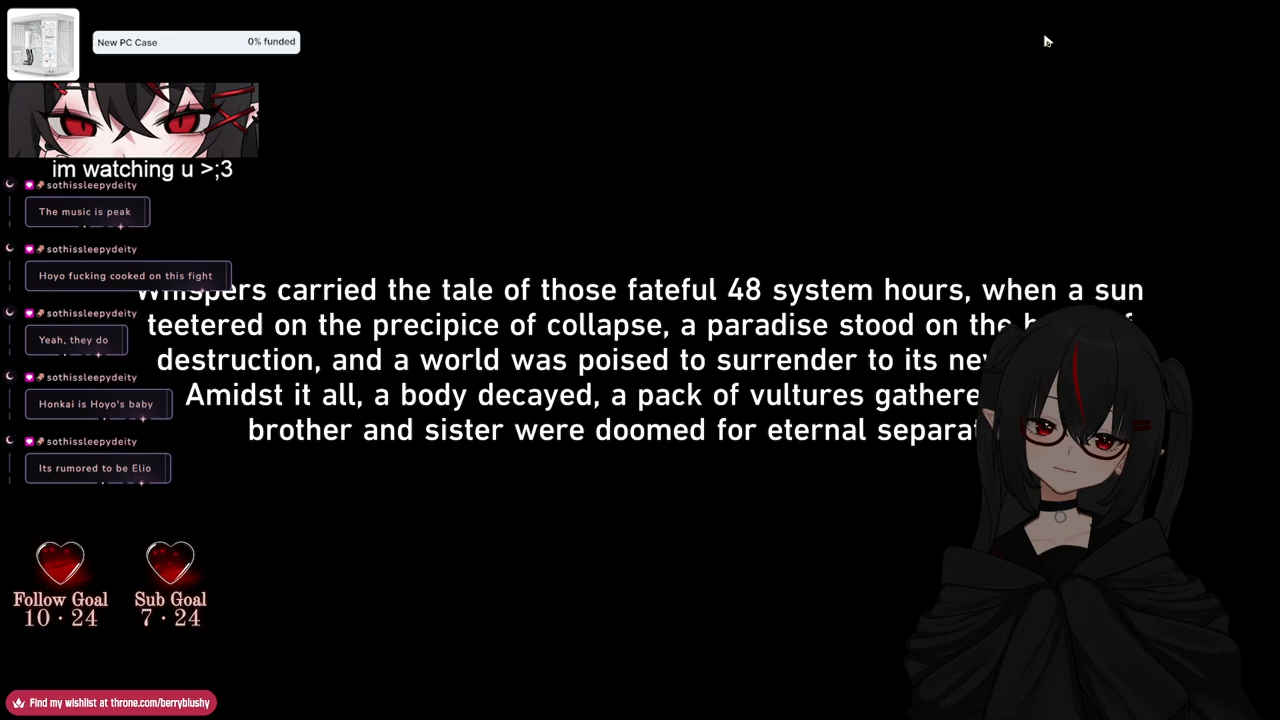 New PC Case 0% funded
im watching u >;3
sothissleepydeity
The music is peak
sothissleepydeity
Hoyo fucking cooked on this fight
sothissleepydeity
Yeah, they do
sothissleepydeity
Honkai is Hoyo's baby
sothissleepydeity
Its rumored to be Elio
Whispers carried the tale of those fateful 48 system hours, when a sun
teetered on the precipice of collapse, a paradise stood on the
destruction, and a world was poised to surrender to its
Amidst it all, a body decayed, a pack of vultures
brother and sister were doomed for eternal
Follow Goal
10 · 24
Sub Goal
7 · 24
Find my wishlist at throne.com/berryblushy